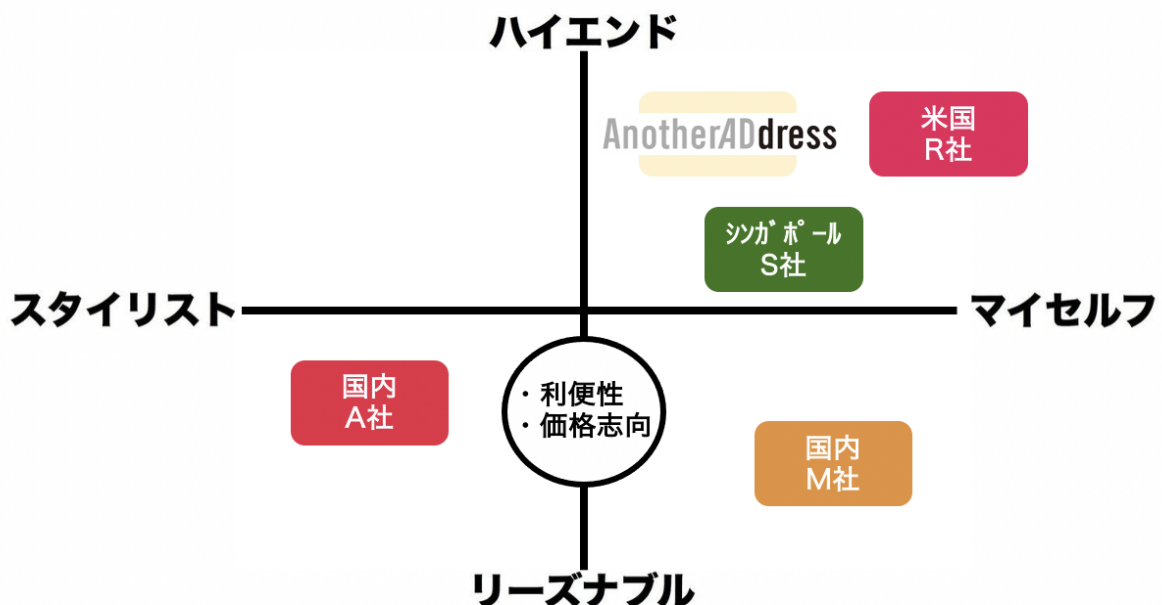 ハイエンド
AnotherADdress
米国
R社
シンガポール
S社
スタイリスト
マイセルフ
国内
A社
・利便性
・価格志向
国内
M社
リーズナブル